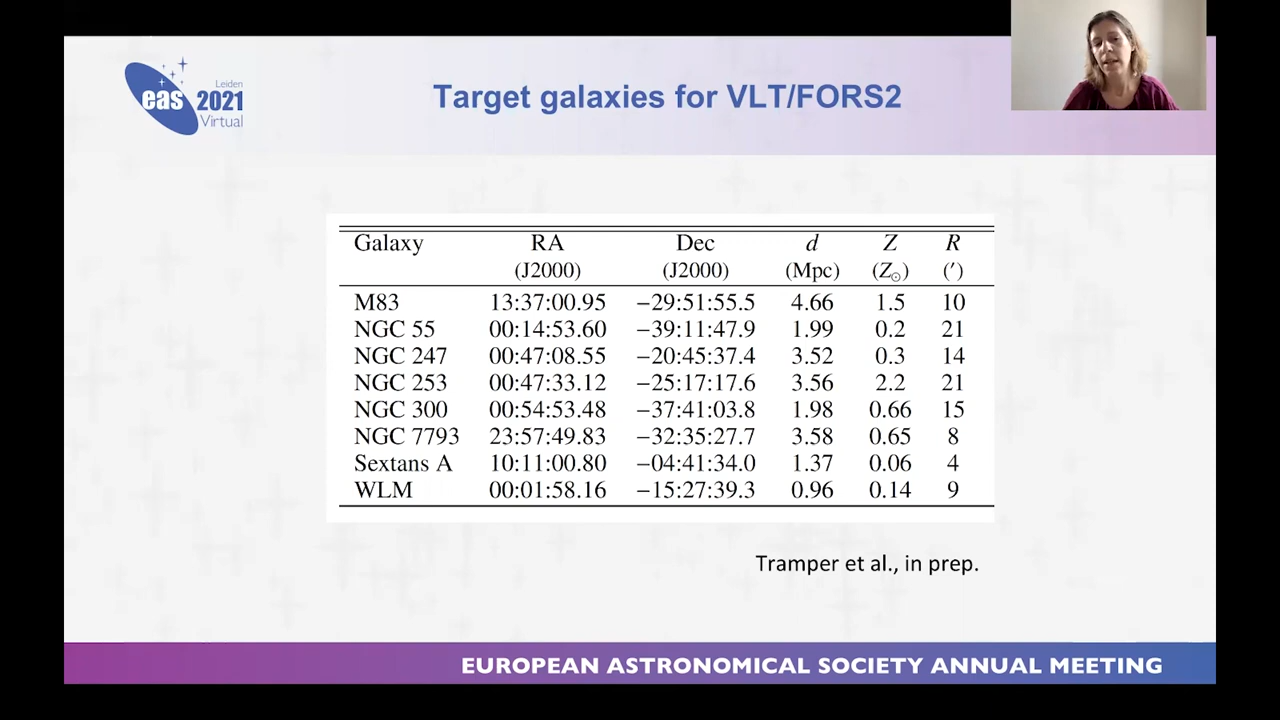 Leiden
eas 2021
Virtual
Target galaxies for VLT/FORS2
Galaxy RA Dec d Z R
(J2000) (J2000) (Mpc) (Z☉) (′)
M83 13:37:00.95 −29:51:55.5 4.66 1.5 10
NGC 55 00:14:53.60 −39:11:47.9 1.99 0.2 21
NGC 247 00:47:08.55 −20:45:37.4 3.52 0.3 14
NGC 253 00:47:33.12 −25:17:17.6 3.56 2.2 21
NGC 300 00:54:53.48 −37:41:03.8 1.98 0.66 15
NGC 7793 23:57:49.83 −32:35:27.7 3.58 0.65 8
Sextans A 10:11:00.80 −04:41:34.0 1.37 0.06 4
WLM 00:01:58.16 −15:27:39.3 0.96 0.14 9
Tramper et al., in prep.
EUROPEAN ASTRONOMICAL SOCIETY ANNUAL MEETING